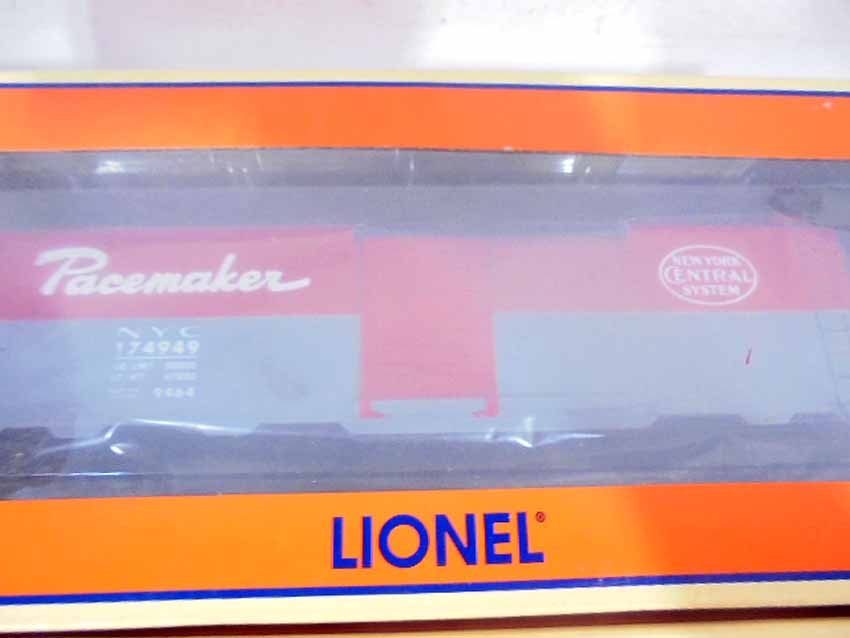 Pacemaker
NEW YORK
CENTRAL
SYSTEM
NYC
174949
9464
LIONEL®